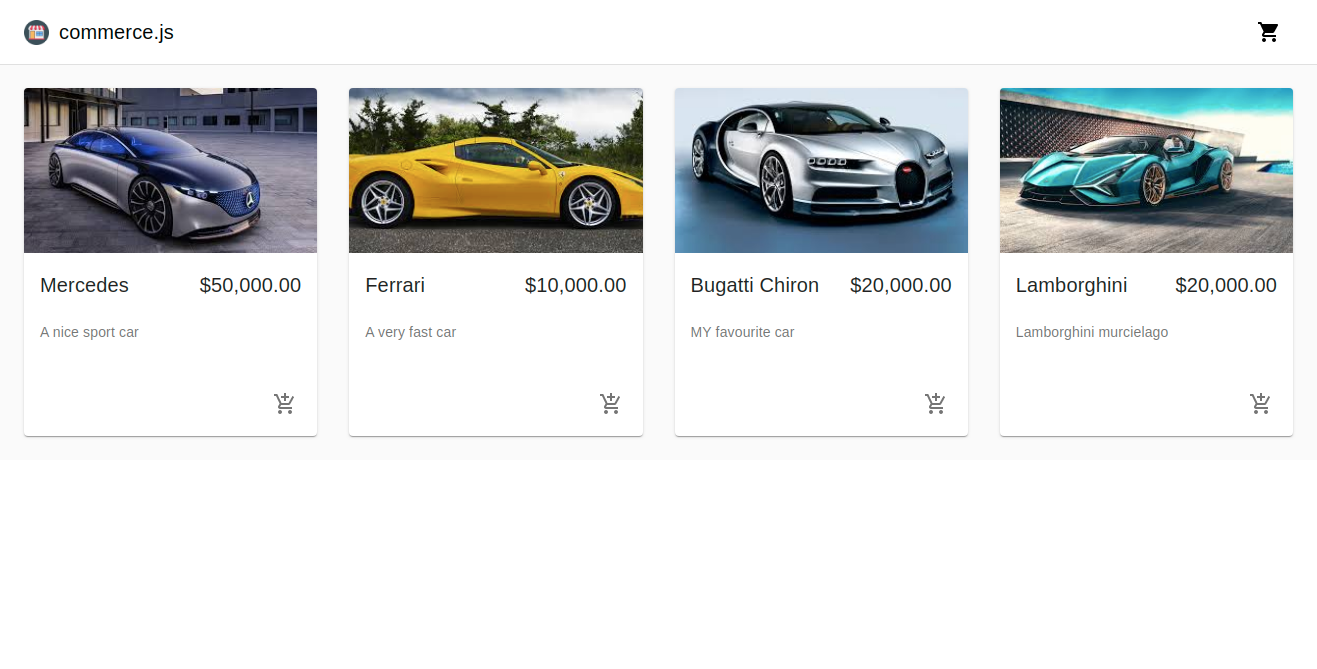 commerce.js
Mercedes $50,000.00
A nice sport car
Ferrari $10,000.00
A very fast car
Bugatti Chiron $20,000.00
MY favourite car
Lamborghini $20,000.00
Lamborghini murcielago